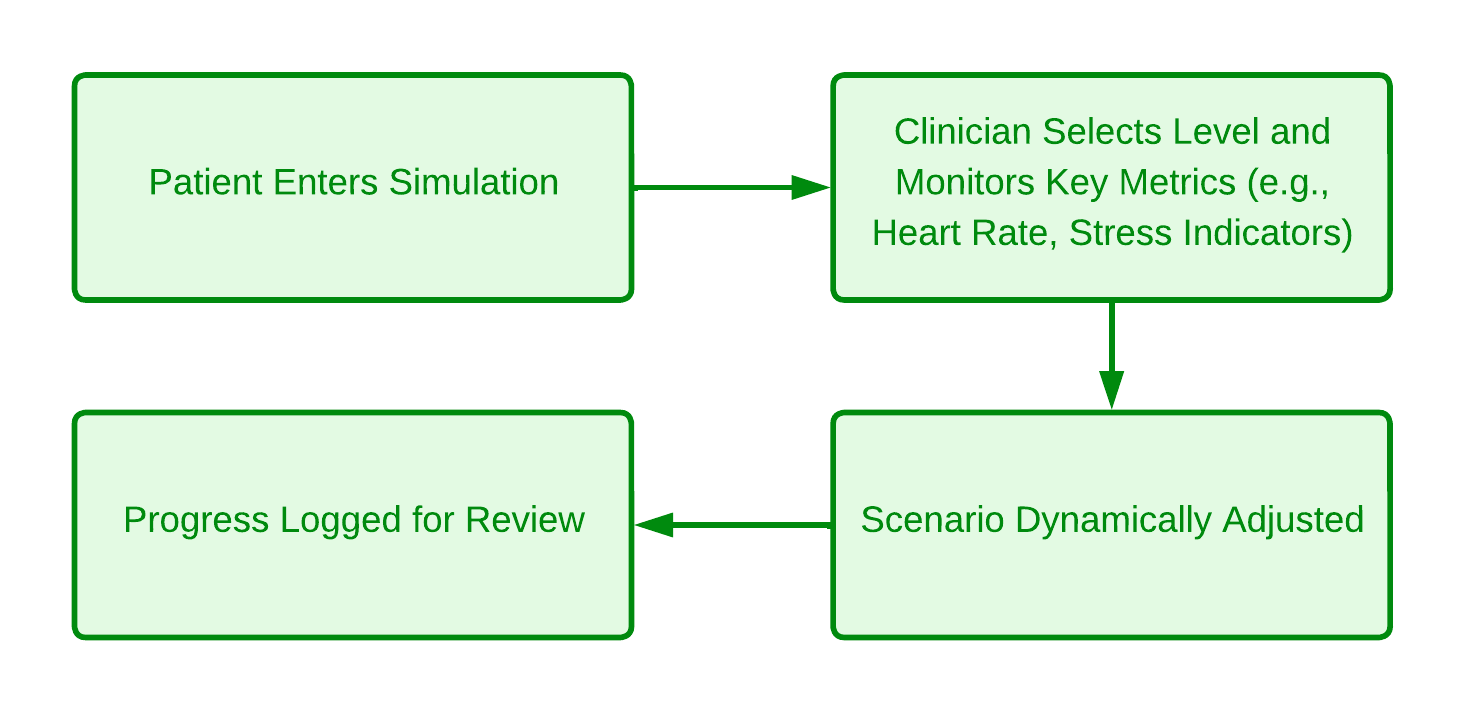 Patient Enters Simulation
Clinician Selects Level and
Monitors Key Metrics (e.g.,
Heart Rate, Stress Indicators)
Progress Logged for Review
Scenario Dynamically Adjusted